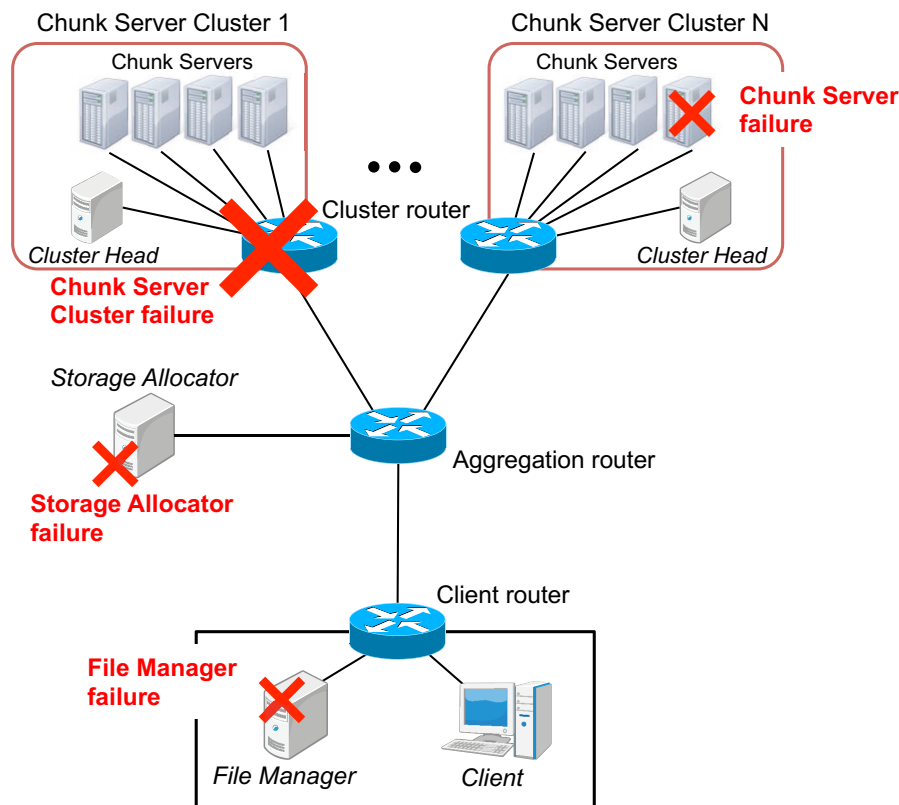 Chunk Server Cluster 1
Chunk Server Cluster N
Chunk Servers
Chunk Servers
Chunk Server
failure
Cluster router
Cluster Head
Cluster Head
Chunk Server
Cluster failure
Storage Allocator
Aggregation router
Storage Allocator
failure
Client router
File Manager
failure
File Manager
Client